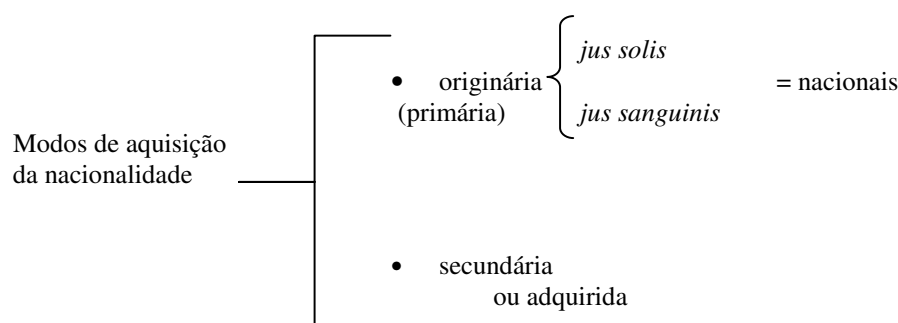 jus solis
• originária = nacionais
(primária)
jus sanguinis
Modos de aquisição
da nacionalidade
• secundária
ou adquirida